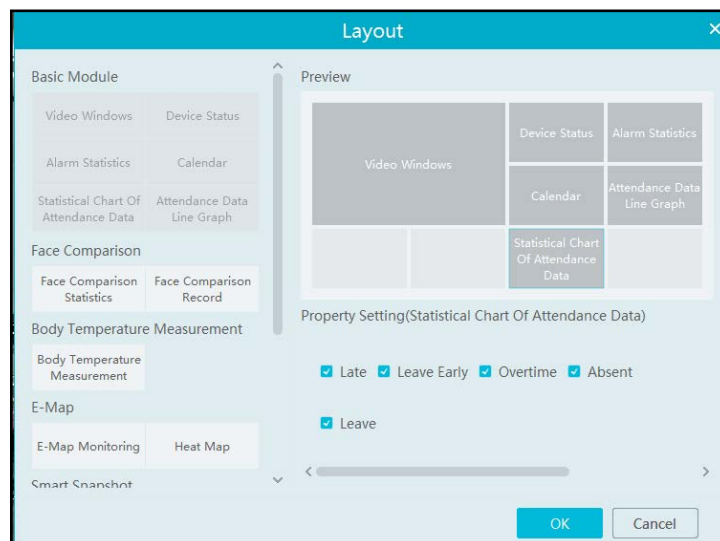 Layout
Basic Module
Video Windows
Device Status
Alarm Statistics
Calendar
Statistical Chart Of
Attendance Data
Attendance Data
Line Graph
Face Comparison
Face Comparison
Statistics
Face Comparison
Record
Body Temperature Measurement
Body Temperature
Measurement
E-Map
E-Map Monitoring
Heat Map
Smart Snapshot
Preview
Video Windows
Device Status
Alarm Statistics
Calendar
Attendance Data
Line Graph
Statistical Chart
Of Attendance
Data
Property Setting(Statistical Chart Of Attendance Data)
Late
Leave Early
Overtime
Absent
Leave
OK
Cancel